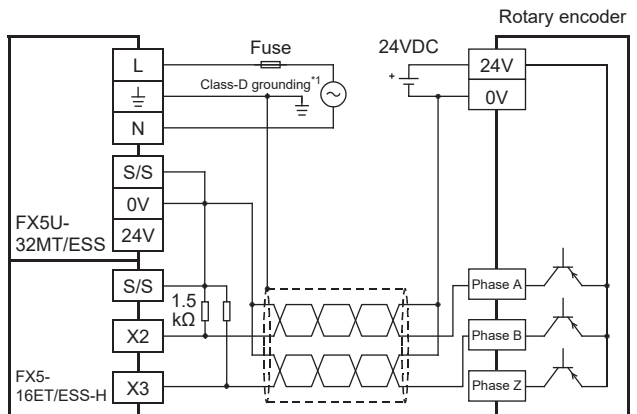 Rotary encoder
Fuse
24VDC
L
Class-D grounding*1
+
24V
0V
N
S/S
0V
24V
FX5U-
32MT/ESS
S/S
1.5
kΩ
X2
FX5-
16ET/ESS-H
X3
Phase A
Phase B
Phase Z